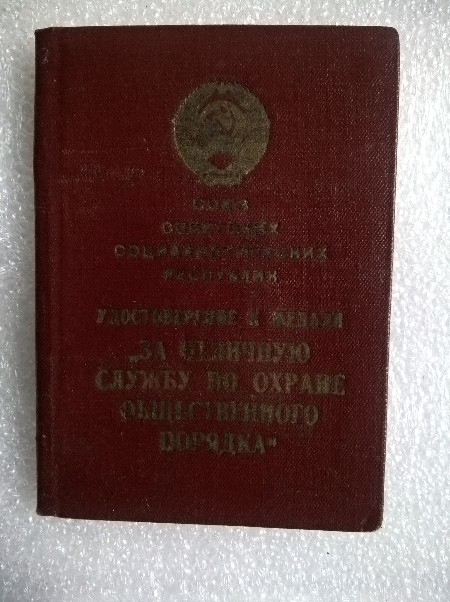 СОЮЗ
СОВЕТСКИХ
СОЦИАЛИСТИЧЕСКИХ
РЕСПУБЛИК
УДОСТОВЕРЕНИЕ К МЕДАЛИ
„ЗА ОТЛИЧНУЮ
СЛУЖБУ ПО ОХРАНЕ
ОБЩЕСТВЕННОГО
ПОРЯДКА"